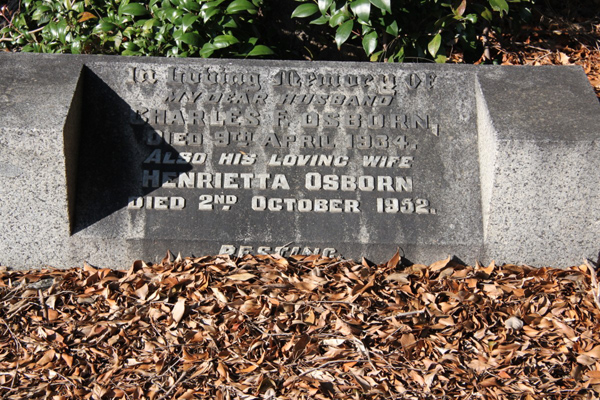 In Loving Memory Of
MY DEAR HUSBAND
CHARLES F. OSBORN,
DIED 9TH APRIL 1934.
ALSO HIS LOVING WIFE
HENRIETTA OSBORN
DIED 2ND OCTOBER 1952.
RESTING